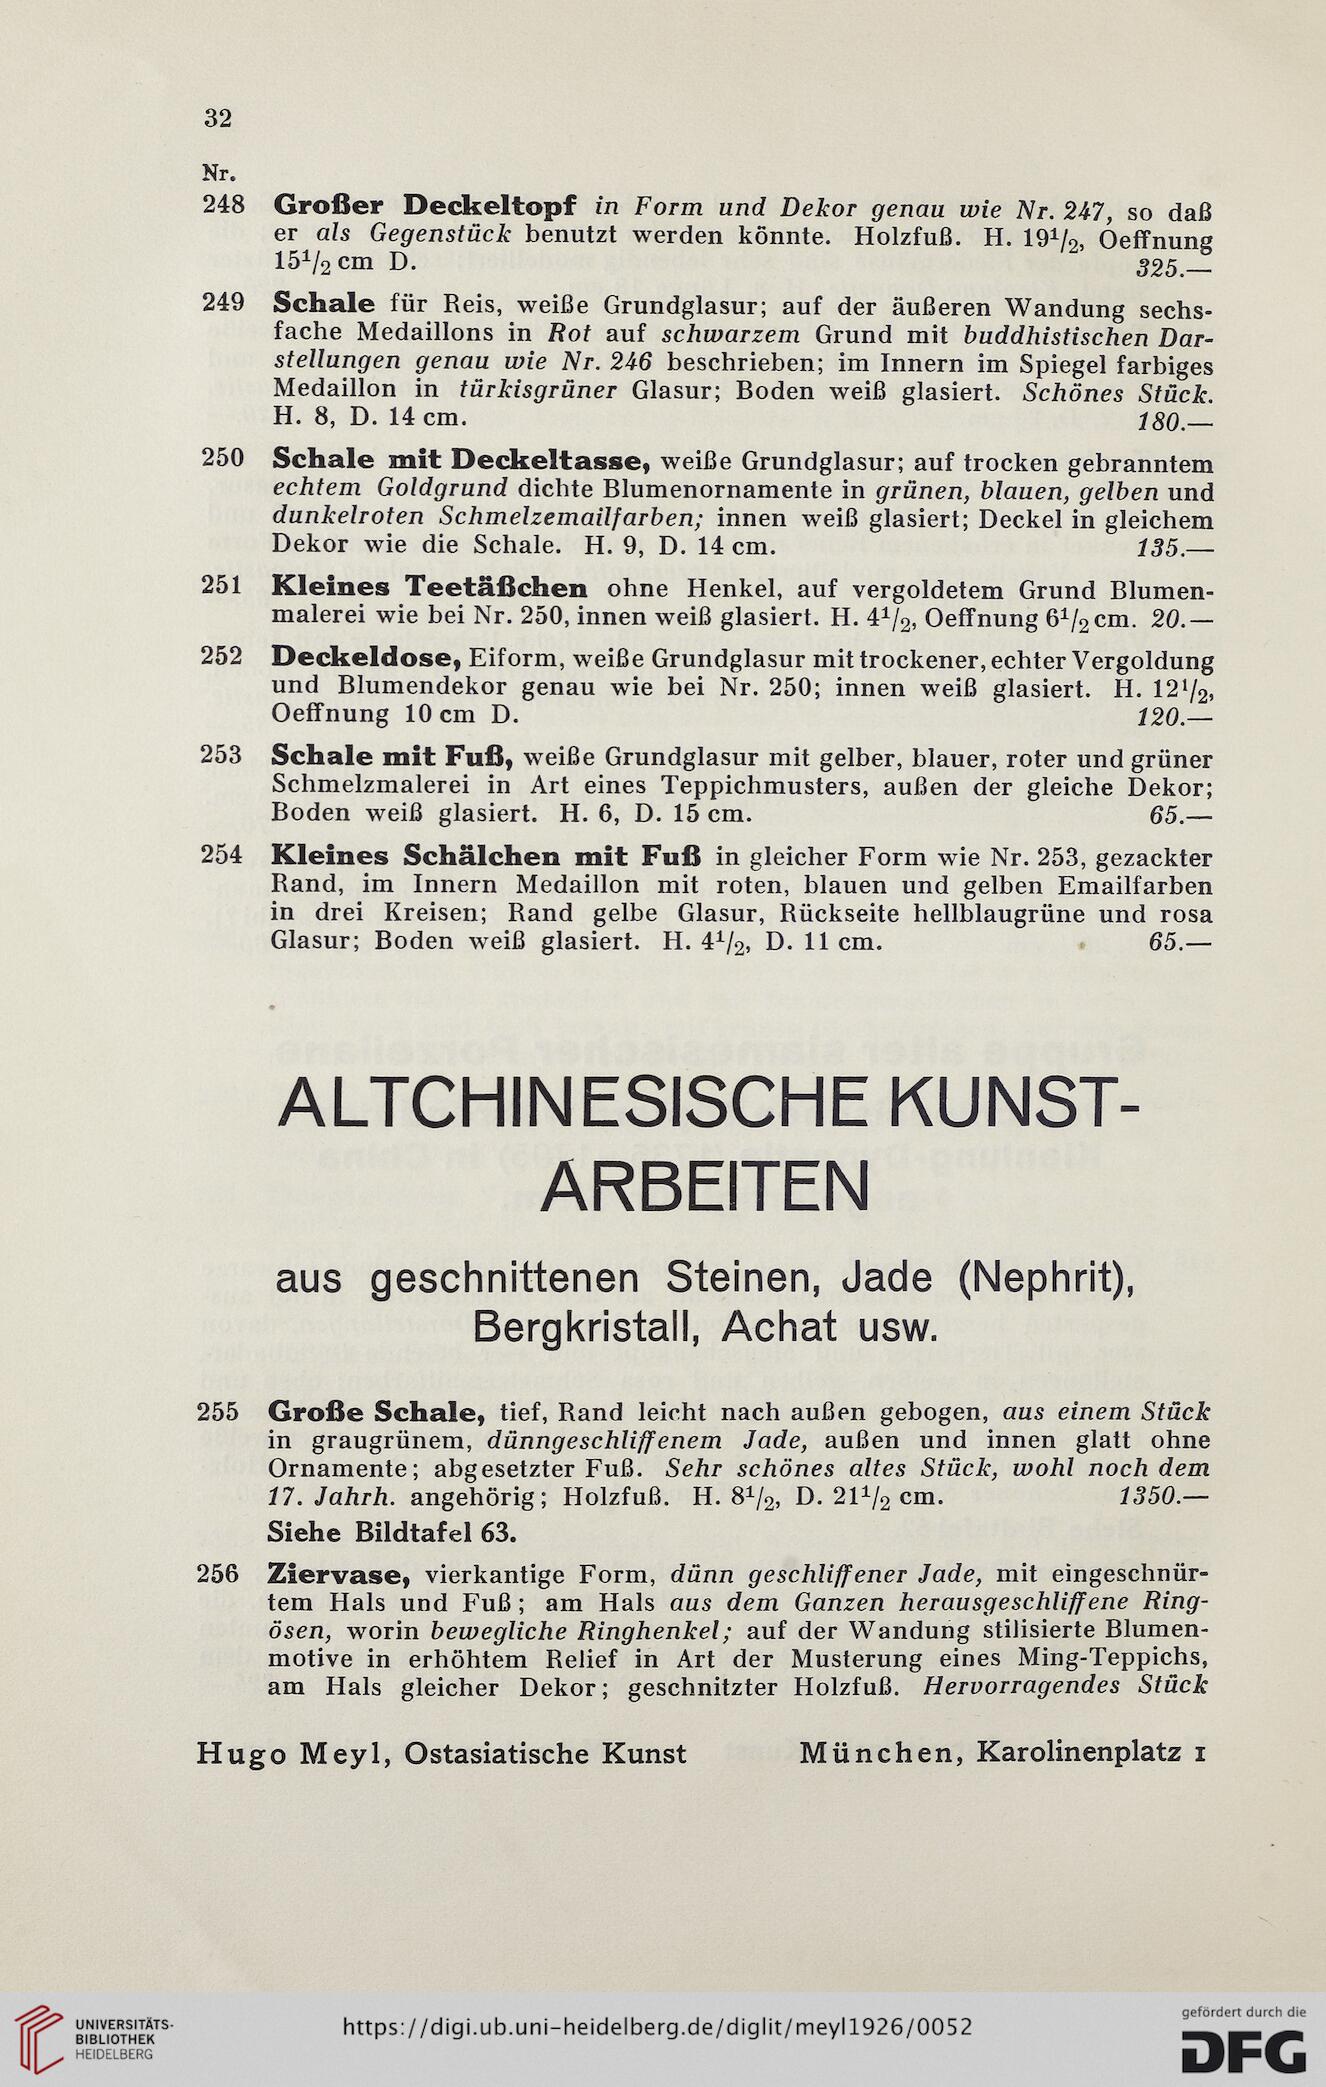 32
Nr.
248 Großer Deckeltopf in Form und Dekor genau wie Nr. 247, so daß
er als Gegenstück benutzt werden könnte. Holzfuß. H. 19¹/₂, Oeffnung
15¹/₂ cm D. 325.—
249 Schale für Reis, weiße Grundglasur; auf der äußeren Wandung sechs-
fache Medaillons in Rot auf schwarzem Grund mit buddhistischen Dar-
stellungen genau wie Nr. 246 beschrieben; im Innern im Spiegel farbiges
Medaillon in türkisgrüner Glasur; Boden weiß glasiert. Schönes Stück.
H. 8, D. 14 cm. 180.—
250 Schale mit Deckeltasse, weiße Grundglasur; auf trocken gebranntem
echtem Goldgrund dichte Blumenornamente in grünen, blauen, gelben und
dunkelroten Schmelzemailfarben; innen weiß glasiert; Deckel in gleichem
Dekor wie die Schale. H. 9, D. 14 cm. 135.—
251 Kleines Teetäßchen ohne Henkel, auf vergoldetem Grund Blumen-
malerei wie bei Nr. 250, innen weiß glasiert. H. 4¹/₂, Oeffnung 6¹/₂ cm. 20.—
252 Deckeldose, Eiform, weiße Grundglasur mit trockener, echter Vergoldung
und Blumendekor genau wie bei Nr. 250; innen weiß glasiert. H. 12¹/₂,
Oeffnung 10 cm D. 120.—
253 Schale mit Fuß, weiße Grundglasur mit gelber, blauer, roter und grüner
Schmelzmalerei in Art eines Teppichmusters, außen der gleiche Dekor;
Boden weiß glasiert. H. 6, D. 15 cm. 65.—
254 Kleines Schälchen mit Fuß in gleicher Form wie Nr. 253, gezackter
Rand, im Innern Medaillon mit roten, blauen und gelben Emailfarben
in drei Kreisen; Rand gelbe Glasur, Rückseite hellblaugrüne und rosa
Glasur; Boden weiß glasiert. H. 4¹/₂, D. 11 cm. 65.—
ALTCHINESISCHE KUNST-
ARBEITEN
aus geschnittenen Steinen, Jade (Nephrit),
Bergkristall, Achat usw.
255 Große Schale, tief, Rand leicht nach außen gebogen, aus einem Stück
in graugrünem, dünngeschliffenem Jade, außen und innen glatt ohne
Ornamente; abgesetzter Fuß. Sehr schönes altes Stück, wohl noch dem
17. Jahrh. angehörig; Holzfuß. H. 8¹/₂, D. 21¹/₂ cm. 1350.—
Siehe Bildtafel 63.
256 Ziervase, vierkantige Form, dünn geschliffener Jade, mit eingeschnür-
tem Hals und Fuß; am Hals aus dem Ganzen herausgeschliffene Ring-
ösen, worin bewegliche Ringhenkel; auf der Wandung stilisierte Blumen-
motive in erhöhtem Relief in Art der Musterung eines Ming-Teppichs,
am Hals gleicher Dekor; geschnitzter Holzfuß. Hervorragendes Stück
Hugo Meyl, Ostasiatische Kunst München, Karolinenplatz 1
UNIVERSITÄTS-
BIBLIOTHEK
HEIDELBERG
https://digi.ub.uni-heidelberg.de/diglit/meyl1926/0052
gefördert durch die
DFG